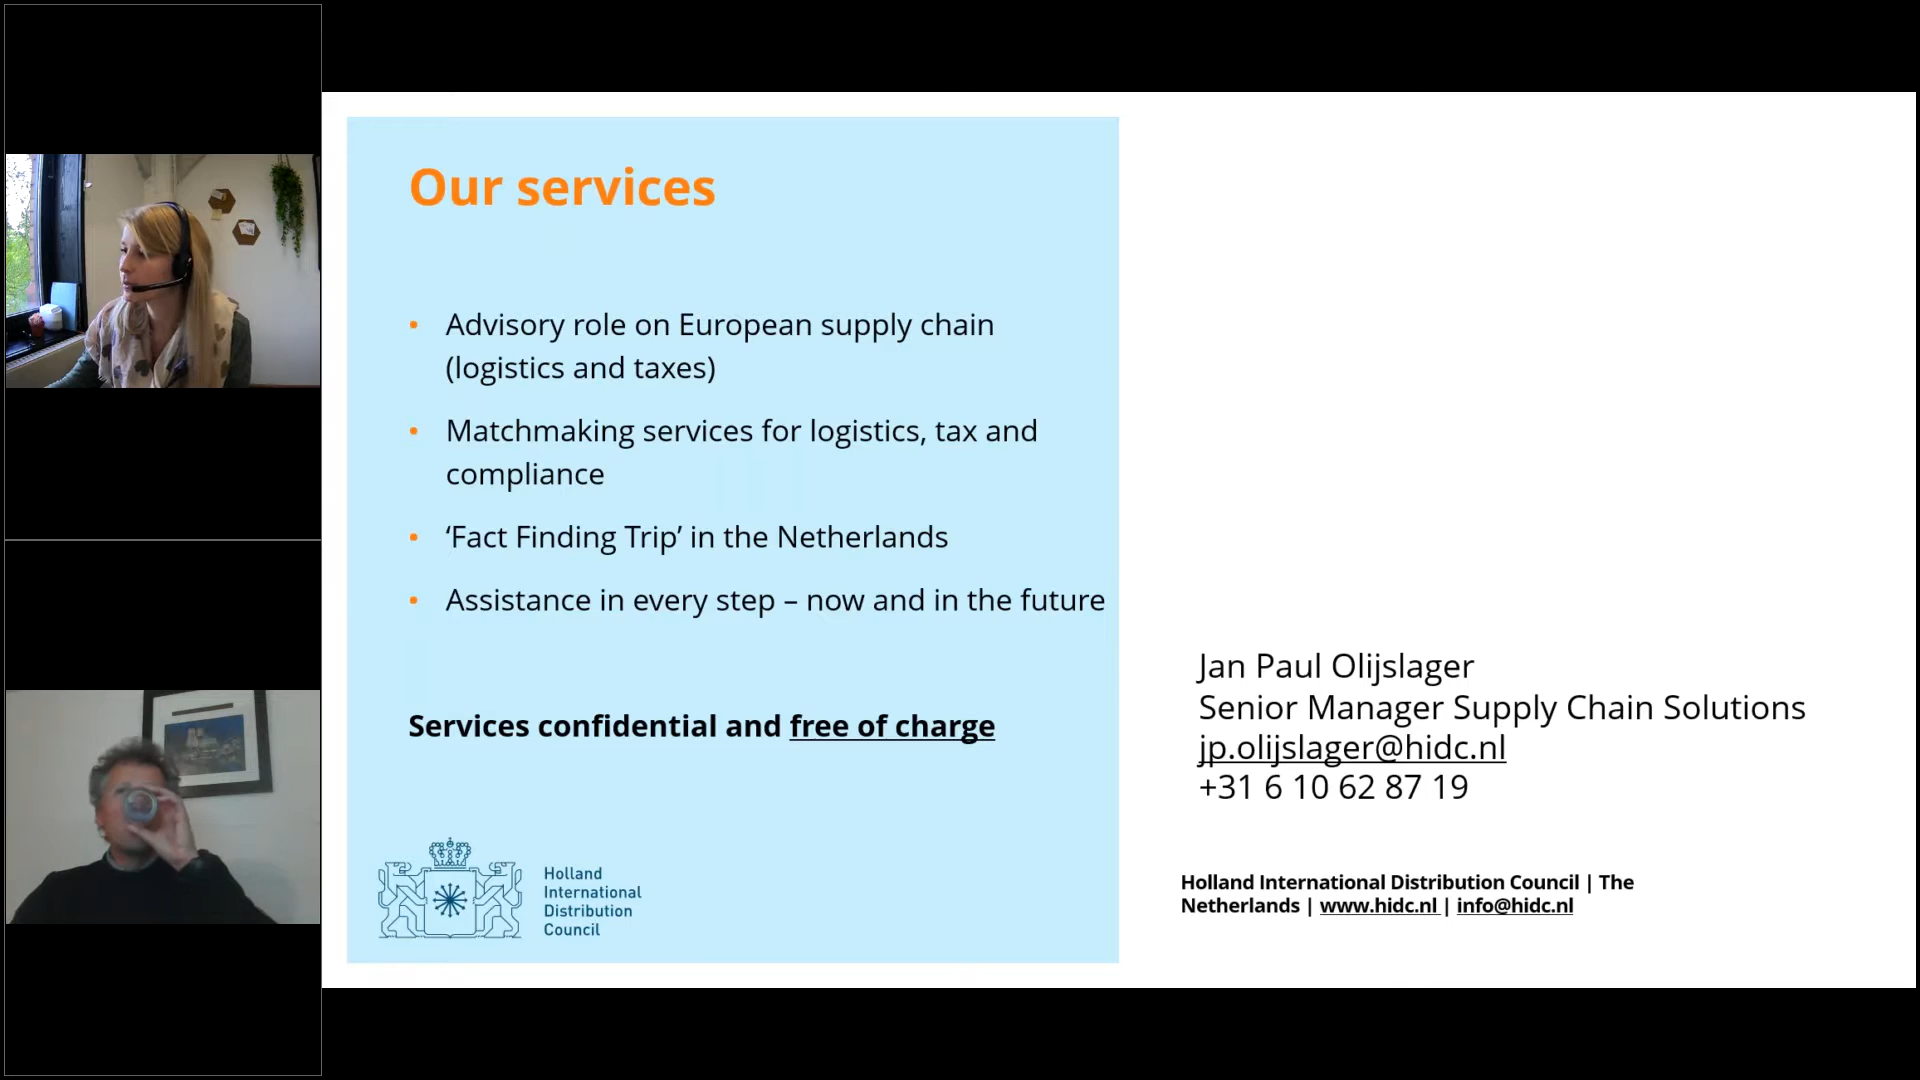 Our services
• Advisory role on European supply chain
(logistics and taxes)
• Matchmaking services for logistics, tax and
compliance
• ‘Fact Finding Trip’ in the Netherlands
• Assistance in every step – now and in the future
Services confidential and free of charge
Holland
International
Distribution
Council
Jan Paul Olijslager
Senior Manager Supply Chain Solutions
jp.olijslager@hidc.nl
+31 6 10 62 87 19
Holland International Distribution Council | The
Netherlands | www.hidc.nl | info@hidc.nl